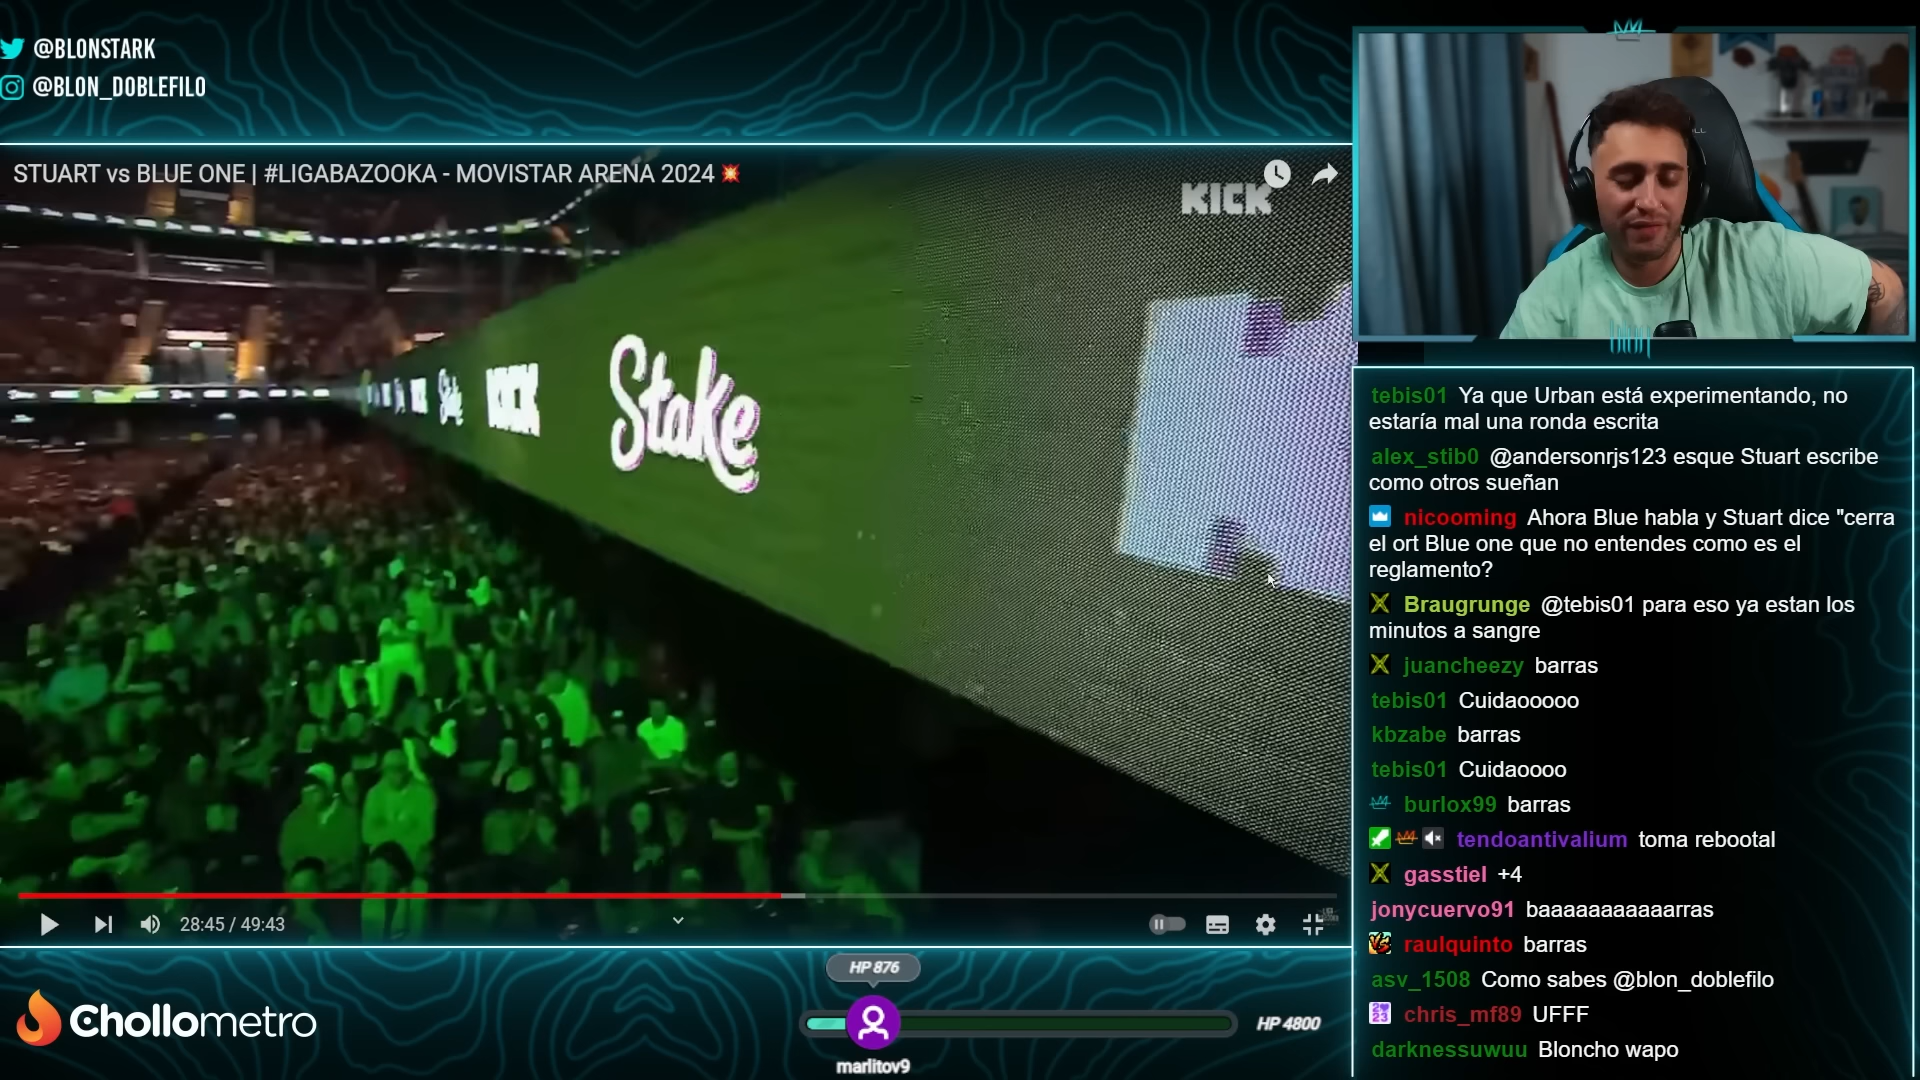 @BLONSTARK
@BLON_DOBLEFILO
STUART vs BLUE ONE | #LIGABAZOOKA - MOVISTAR ARENA 2024
KICK
Stake
KICK
Stake
28:45 / 49:43
Chollometro
HP 876
HP 4800
marlitov9
tebis01 Ya que Urban está experimentando, no
estaría mal una ronda escrita
alex_stib0 @andersonrjs123 esque Stuart escribe
como otros sueñan
nicooming Ahora Blue habla y Stuart dice "cerra
el ort Blue one que no entendes como es el
reglamento?
Braugrunge @tebis01 para eso ya estan los
minutos a sangre
juancheezy barras
tebis01 Cuidaooooo
kbzabe barras
tebis01 Cuidaoooo
burlox99 barras
tendoantivalium toma rebootal
gasstiel +4
jonycuervo91 baaaaaaaaaaarras
raulquinto barras
asv_1508 Como sabes @blon_doblefilo
chris_mf89 UFFF
darknessuwuu Bloncho wapo